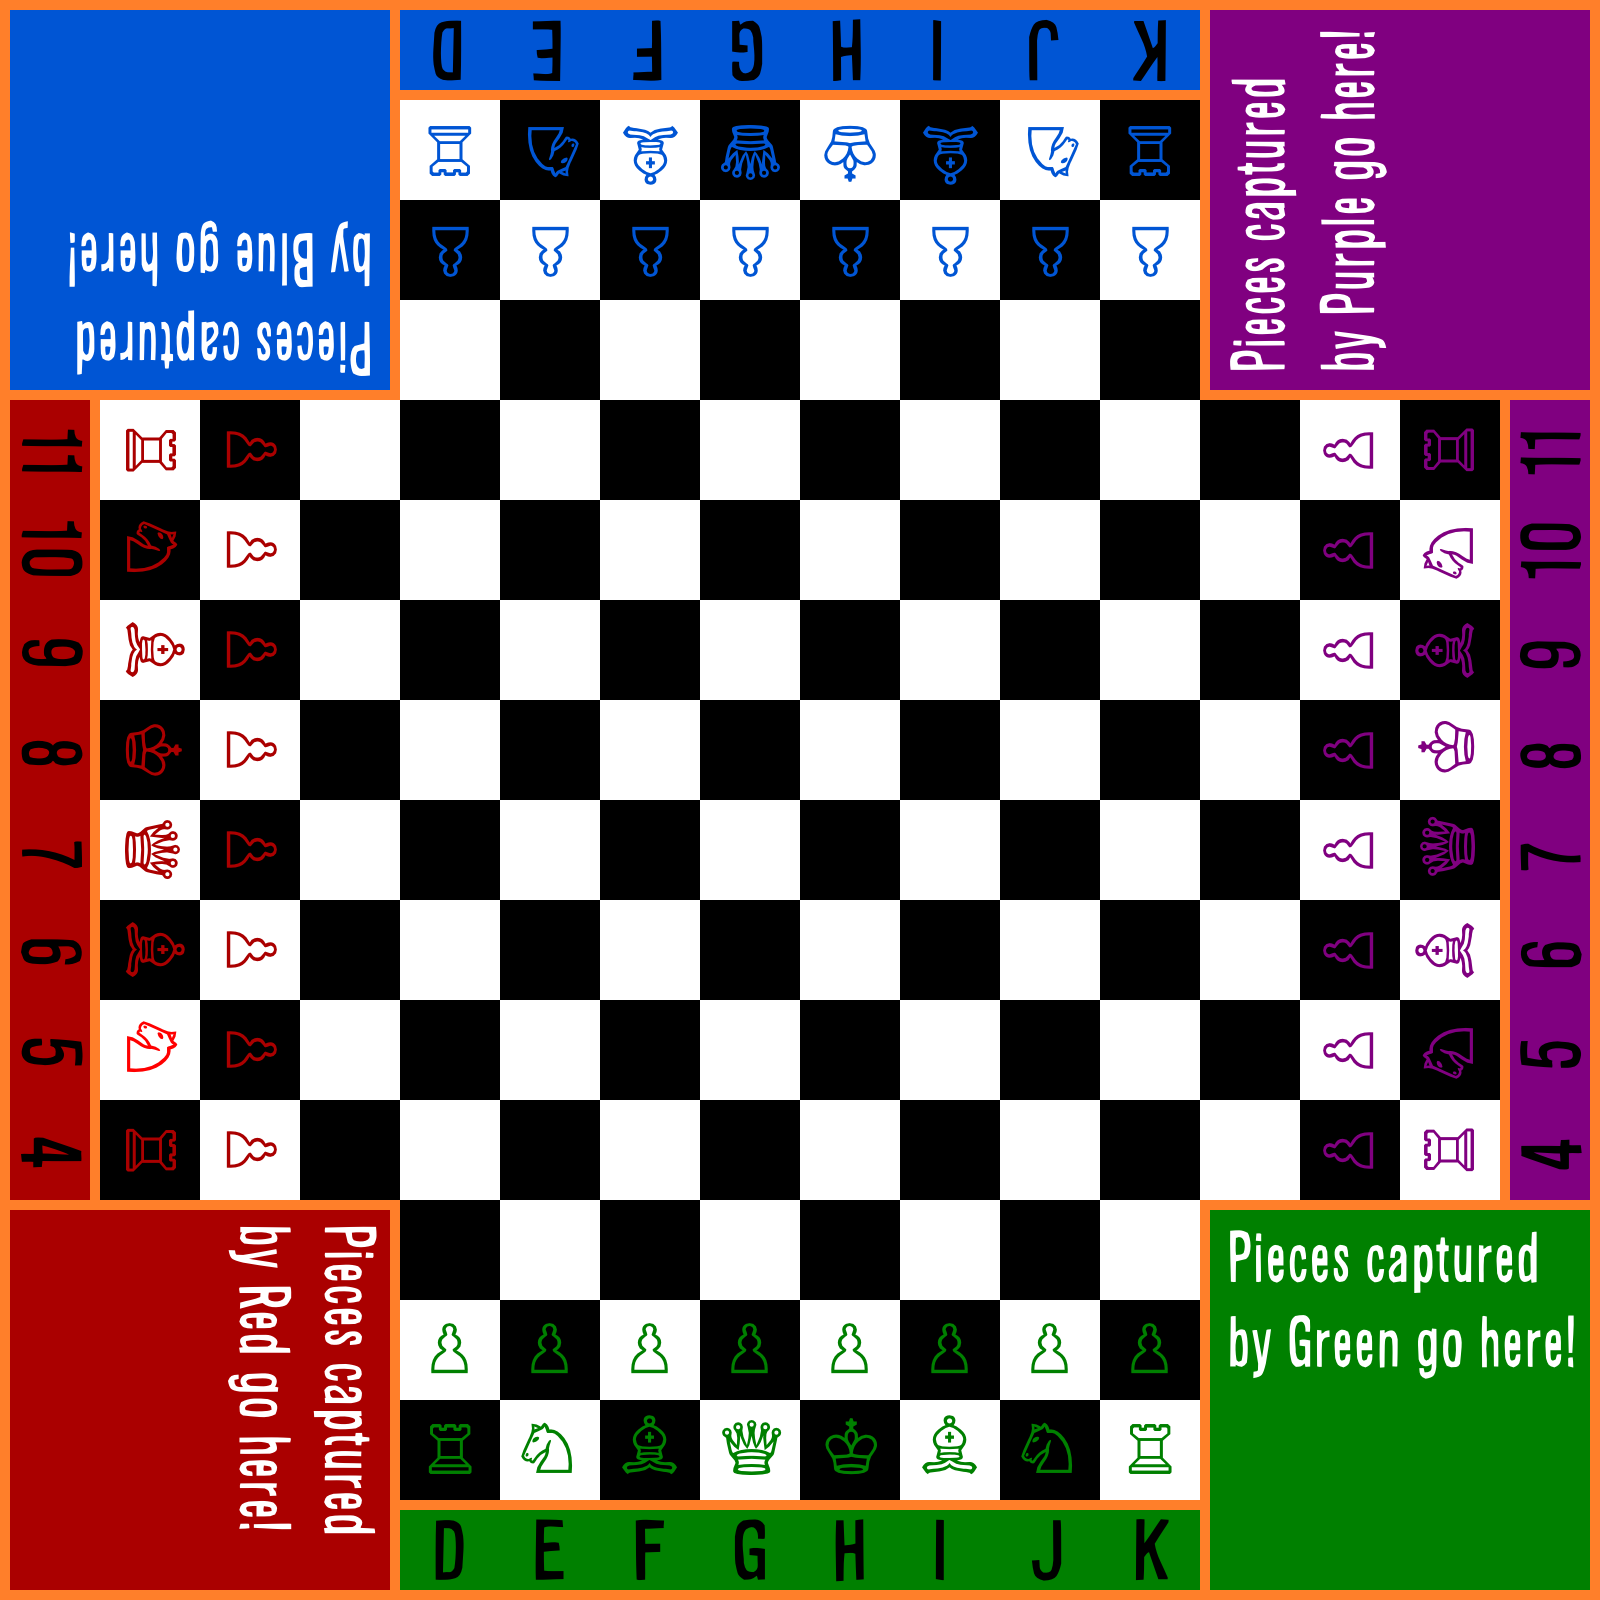 D E F G H I J K
Pieces captured
by Blue go here!
Pieces captured
by Purple go here!
11
10
9
8
7
6
5
4
11
10
9
8
7
6
5
4
Pieces captured
by Red go here!
Pieces captured
by Green go here!
D E F G H I J K